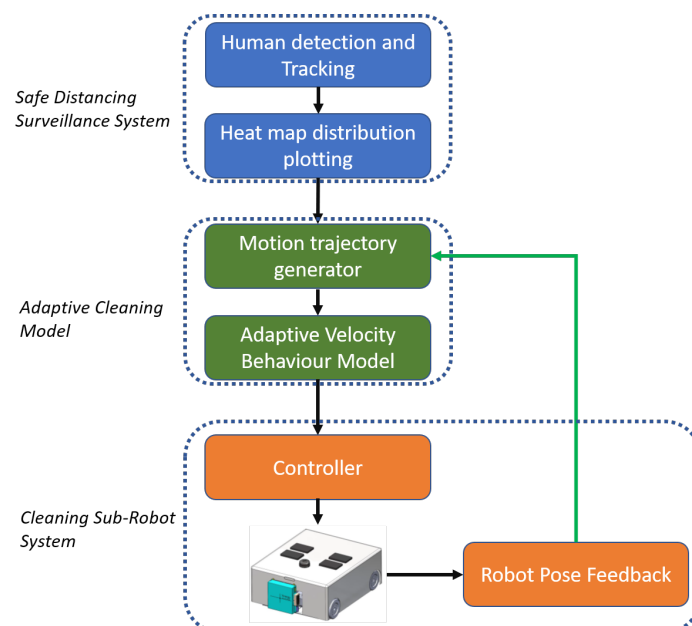 Human detection and
Tracking
Safe Distancing
Surveillance System
Heat map distribution
plotting
Motion trajectory
generator
Adaptive Cleaning
Model
Adaptive Velocity
Behaviour Model
Controller
Cleaning Sub-Robot
System
Robot Pose Feedback